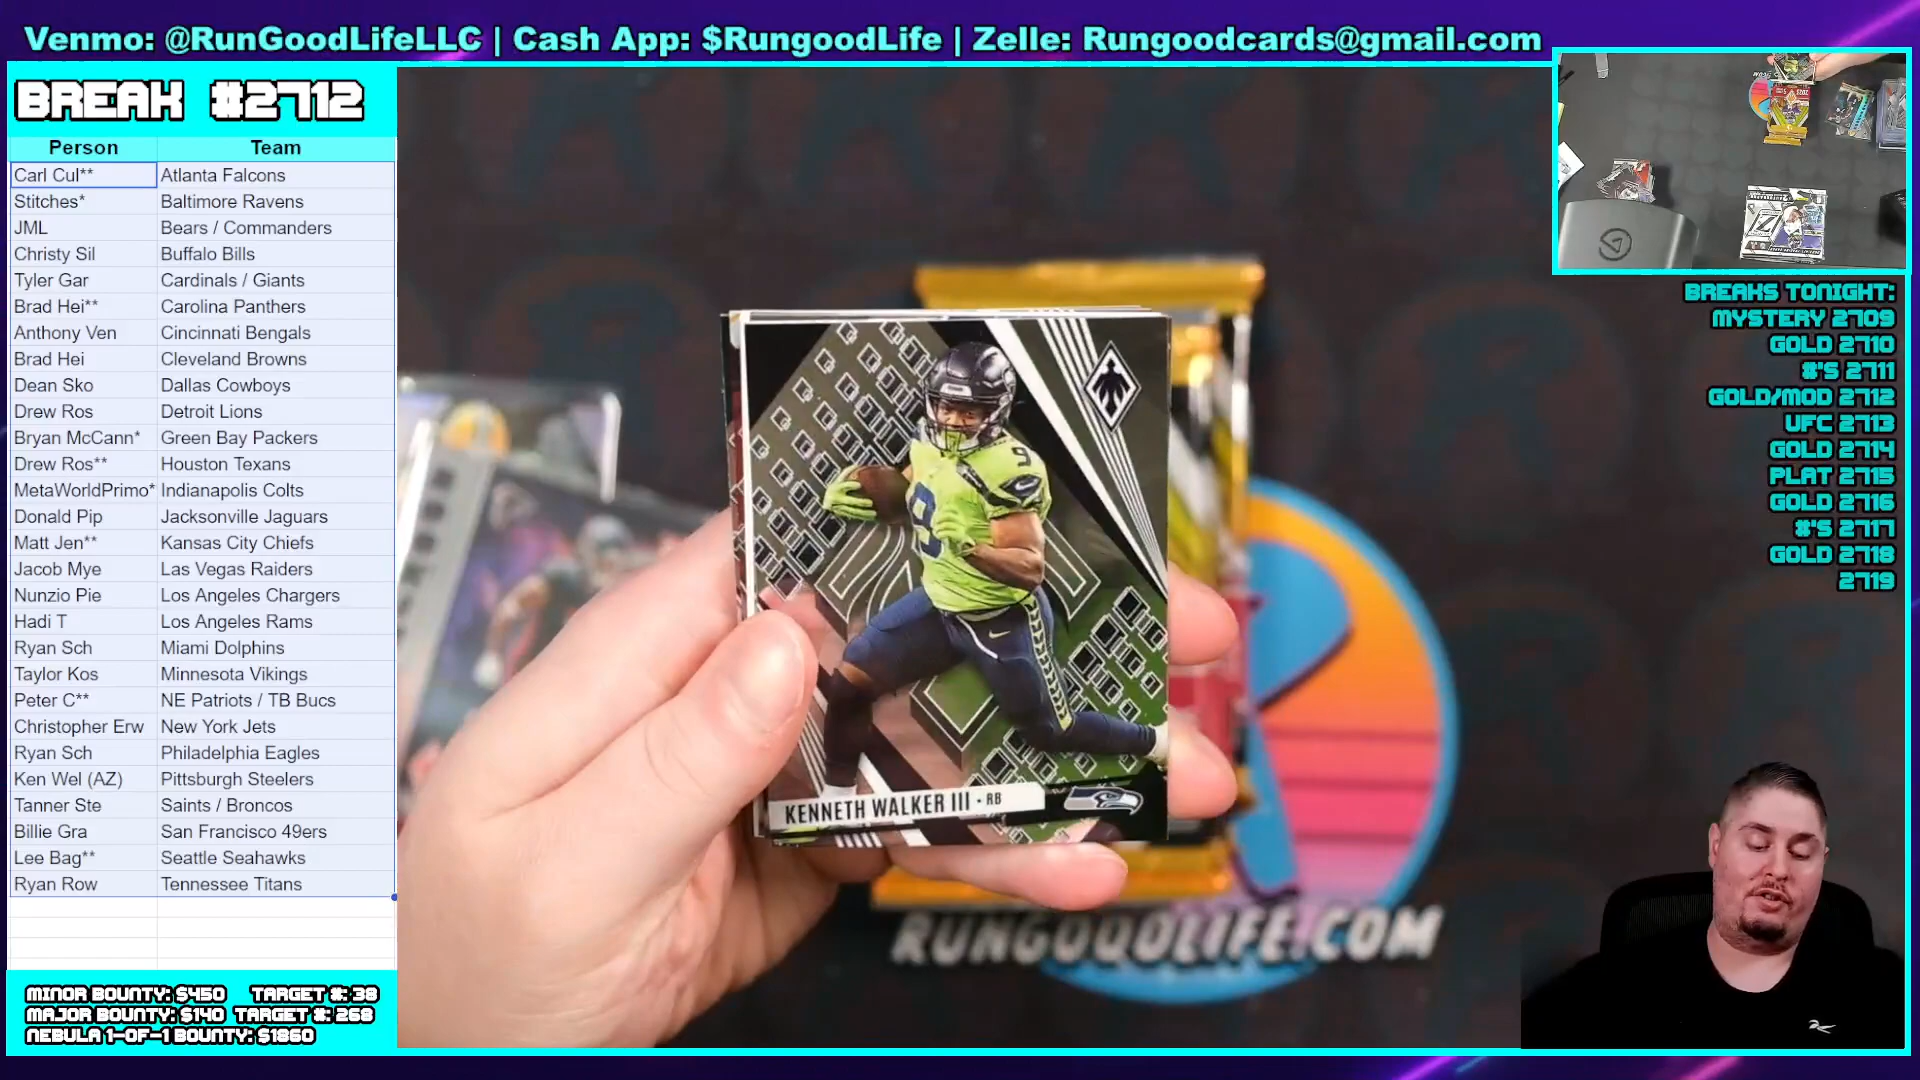 Venmo: @RunGoodLifeLLC | Cash App: $RungoodLife | Zelle: Rungoodcards@gmail.com
BREAK #2712
Person Team
Carl Cul** Atlanta Falcons
Stitches* Baltimore Ravens
JML Bears / Commanders
Christy Sil Buffalo Bills
Tyler Gar Cardinals / Giants
Brad Hei** Carolina Panthers
Anthony Ven Cincinnati Bengals
Brad Hei Cleveland Browns
Dean Sko Dallas Cowboys
Drew Ros Detroit Lions
Bryan McCann* Green Bay Packers
Drew Ros** Houston Texans
MetaWorldPrimo* Indianapolis Colts
Donald Pip Jacksonville Jaguars
Matt Jen** Kansas City Chiefs
Jacob Mye Las Vegas Raiders
Nunzio Pie Los Angeles Chargers
Hadi T Los Angeles Rams
Ryan Sch Miami Dolphins
Taylor Kos Minnesota Vikings
Peter C** NE Patriots / TB Bucs
Christopher Erw New York Jets
Ryan Sch Philadelphia Eagles
Ken Wel (AZ) Pittsburgh Steelers
Tanner Ste Saints / Broncos
Billie Gra San Francisco 49ers
Lee Bag** Seattle Seahawks
Ryan Row Tennessee Titans
MINOR BOUNTY: $450 TARGET #: 38
MAJOR BOUNTY: $140 TARGET #: 268
NEBULA 1-OF-1 BOUNTY: $1860
9
9
KENNETH WALKER III • RB
RUNGOODLIFE.COM
BREAKS TONIGHT:
MYSTERY 2709
GOLD 2710
#'S 2711
GOLD/MOD 2712
UFC 2713
GOLD 2714
PLAT 2715
GOLD 2716
#'S 2717
GOLD 2718
2719